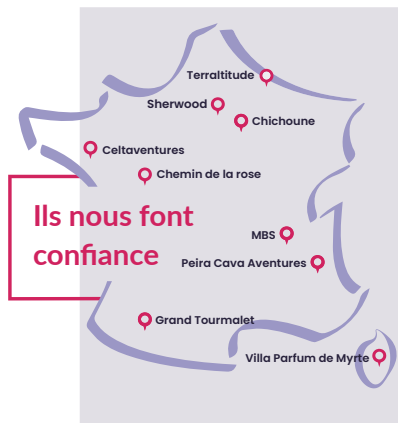 Terraltitude
Sherwood
Chichoune
Celtaventures
Chemin de la rose
Ils nous font
confiance
MBS
Peira Cava Aventures
Grand Tourmalet
Villa Parfum de Myrte